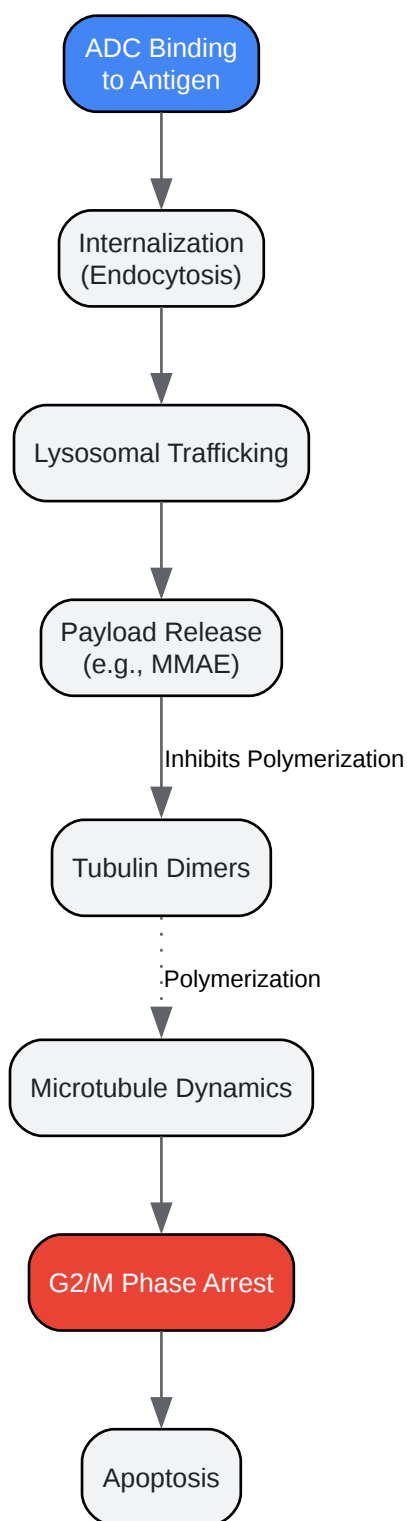 ADC Binding
to Antigen
Internalization
(Endocytosis)
Lysosomal Trafficking
Payload Release
(e.g., MMAE)
Inhibits Polymerization
Tubulin Dimers
Polymerization
Microtubule Dynamics
G2/M Phase Arrest
Apoptosis